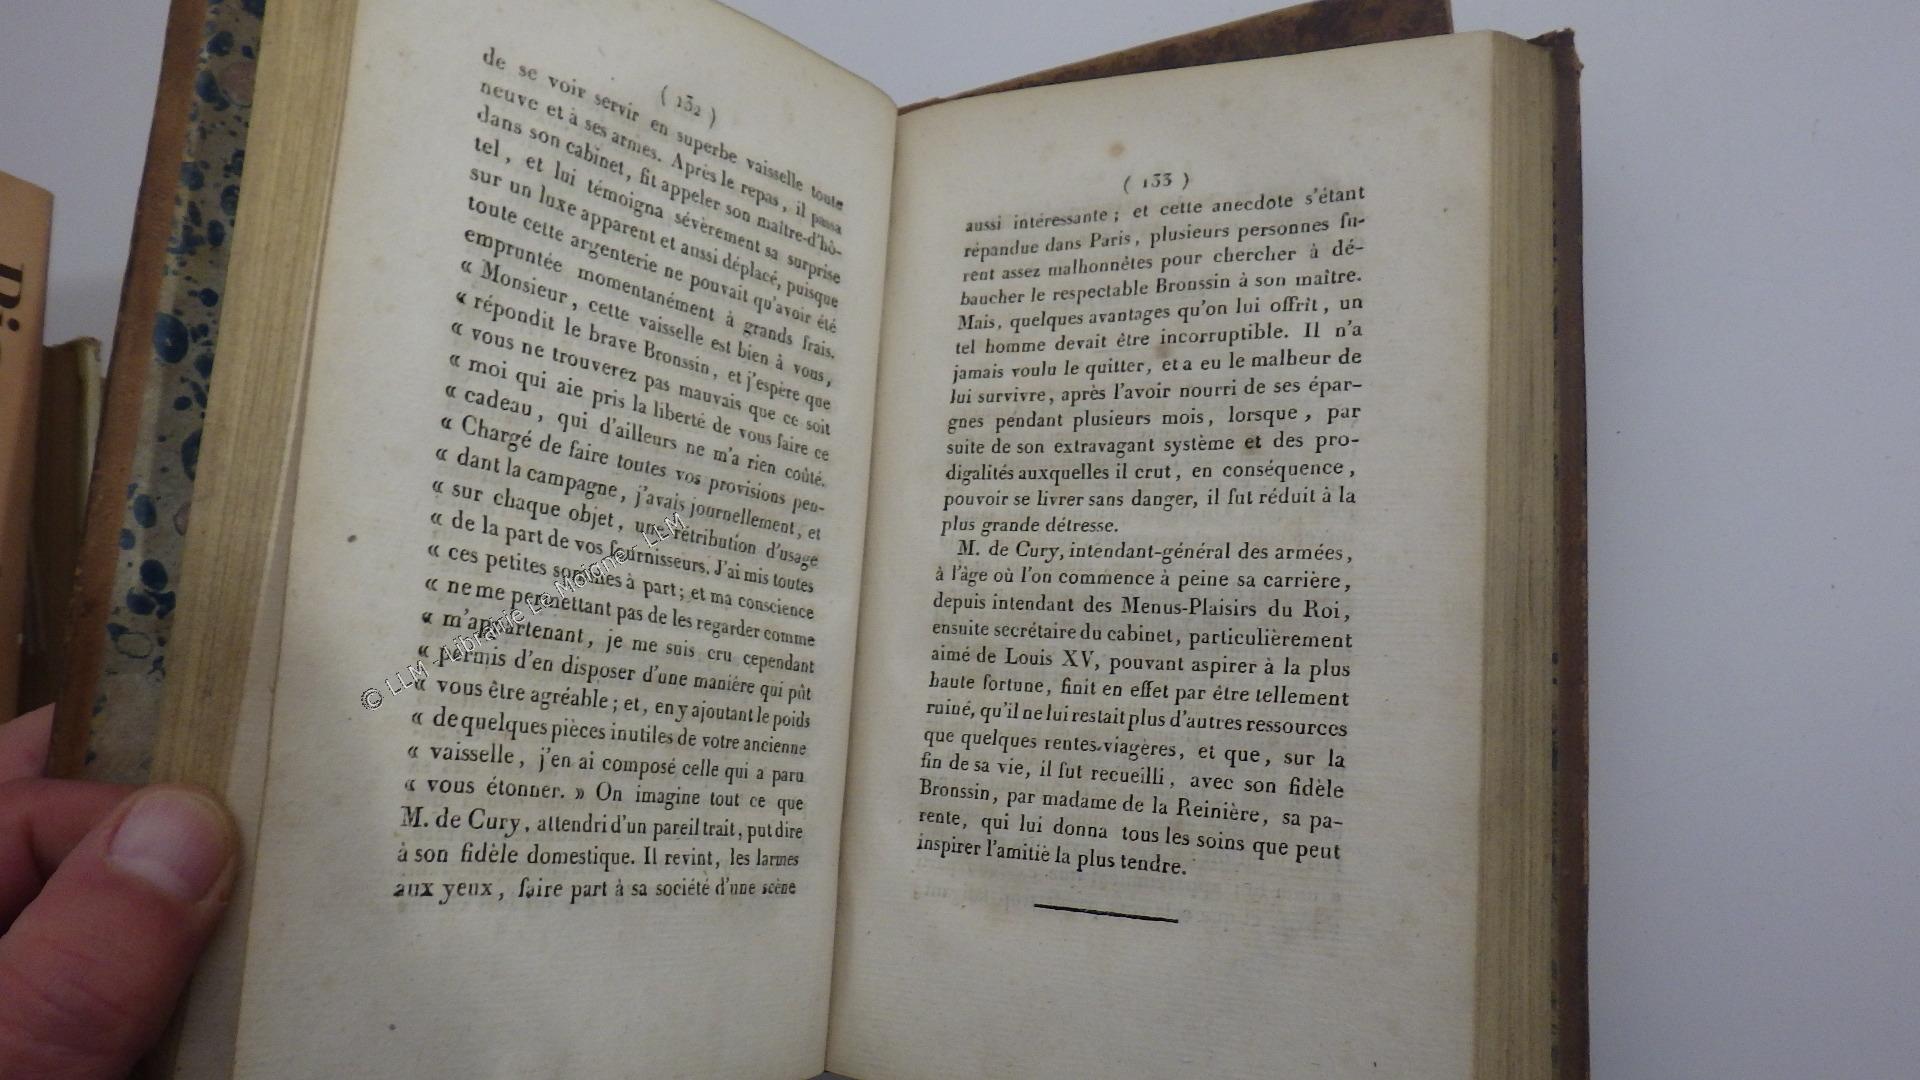 ( 132 )
de se voir servir en superbe vaisselle toute
neuve et à ses armes. Après le repas, il passa
dans son cabinet, fit appeler son maître-d'hô-
tel, et lui témoigna sévèrement sa surprise
sur un luxe apparent et aussi déplacé, puisque
toute cette argenterie ne pouvait qu'avoir été
empruntée momentanément à grands frais.
« Monsieur, cette vaisselle est bien à vous,
« répondit le brave Bronssin, et j'espère que
« vous ne trouverez pas mauvais que ce soit
« moi qui aie pris la liberté de vous faire ce
« cadeau, qui d'ailleurs ne m'a rien coûté.
« Chargé de faire toutes vos provisions pen-
« dant la campagne, j'avais journellement, et
« sur chaque objet, une rétribution d'usage
« de la part de vos fournisseurs. J'ai mis toutes
« ces petites sommes à part; et ma conscience
« ne me permettant pas de les regarder comme
« m'appartenant, je me suis cru cependant
« permis d'en disposer d'une manière qui pût
« vous être agréable; et, en y ajoutant le poids
« de quelques pièces inutiles de votre ancienne
« vaisselle, j'en ai composé celle qui a paru
« vous étonner. » On imagine tout ce que
M. de Cury, attendri d'un pareil trait, put dire
à son fidèle domestique. Il revint, les larmes
aux yeux, faire part à sa société d'une scène
( 133 )
aussi intéressante; et cette anecdote s'étant
répandue dans Paris, plusieurs personnes fu-
rent assez malhonnêtes pour chercher à dé-
baucher le respectable Bronssin à son maître.
Mais, quelques avantages qu'on lui offrit, un
tel homme devait être incorruptible. Il n'a
jamais voulu le quitter, et a eu le malheur de
lui survivre, après l'avoir nourri de ses épar-
gnes pendant plusieurs mois, lorsque, par
suite de son extravagant système et des pro-
digalités auxquelles il crut, en conséquence,
pouvoir se livrer sans danger, il fut réduit à la
plus grande détresse.
M. de Cury, intendant-général des armées,
à l'âge où l'on commence à peine sa carrière,
depuis intendant des Menus-Plaisirs du Roi,
ensuite secrétaire du cabinet, particulièrement
aimé de Louis XV, pouvant aspirer à la plus
haute fortune, finit en effet par être tellement
ruiné, qu'il ne lui restait plus d'autres ressources
que quelques rentes-viagères, et que, sur la
fin de sa vie, il fut recueilli, avec son fidèle
Bronssin, par madame de la Reinière, sa pa-
rente, qui lui donna tous les soins que peut
inspirer l'amitié la plus tendre.
© LLM - Librairie Le Moigne - LLM